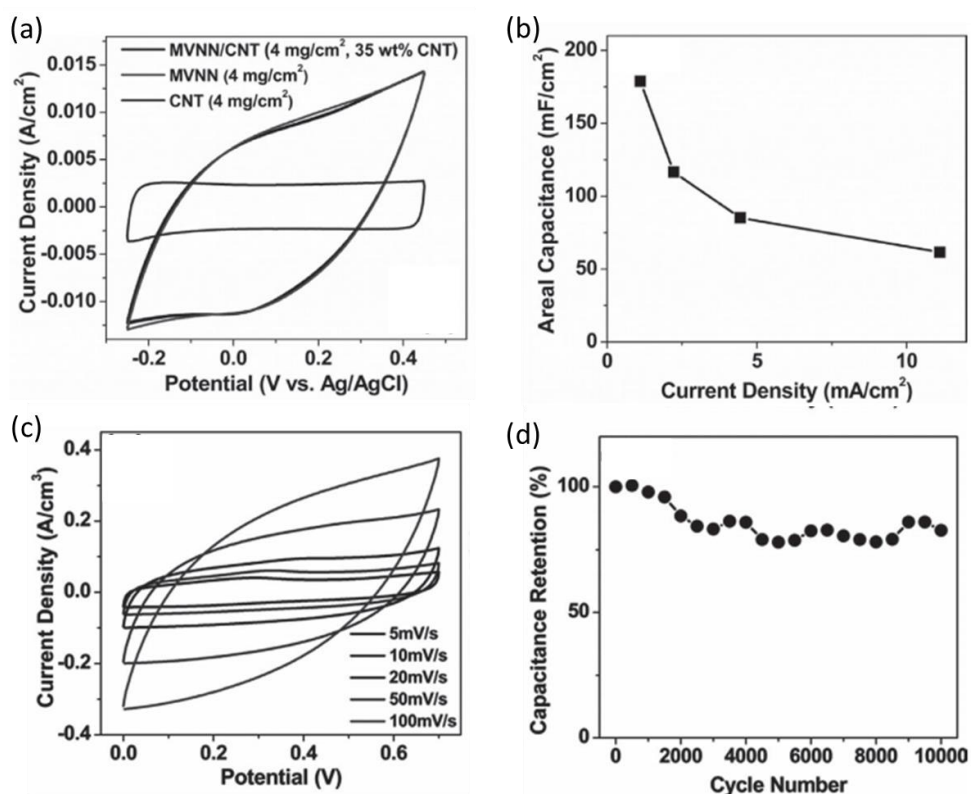 (a)
MVNN/CNT (4 mg/cm², 35 wt% CNT)
MVNN (4 mg/cm²)
CNT (4 mg/cm²)
0.015
0.010
0.005
0.000
-0.005
-0.010
Current Density (A/cm²)
-0.2 0.0 0.2 0.4
Potential (V vs. Ag/AgCl)
(b)
200
150
100
50
0
Areal Capacitance (mF/cm²)
0 5 10
Current Density (mA/cm²)
(c)
0.4
0.2
0.0
-0.2
-0.4
Current Density (A/cm³)
5mV/s
10mV/s
20mV/s
50mV/s
100mV/s
0.0 0.2 0.4 0.6
Potential (V)
(d)
100
50
0
Capacitance Retention (%)
0 2000 4000 6000 8000 10000
Cycle Number